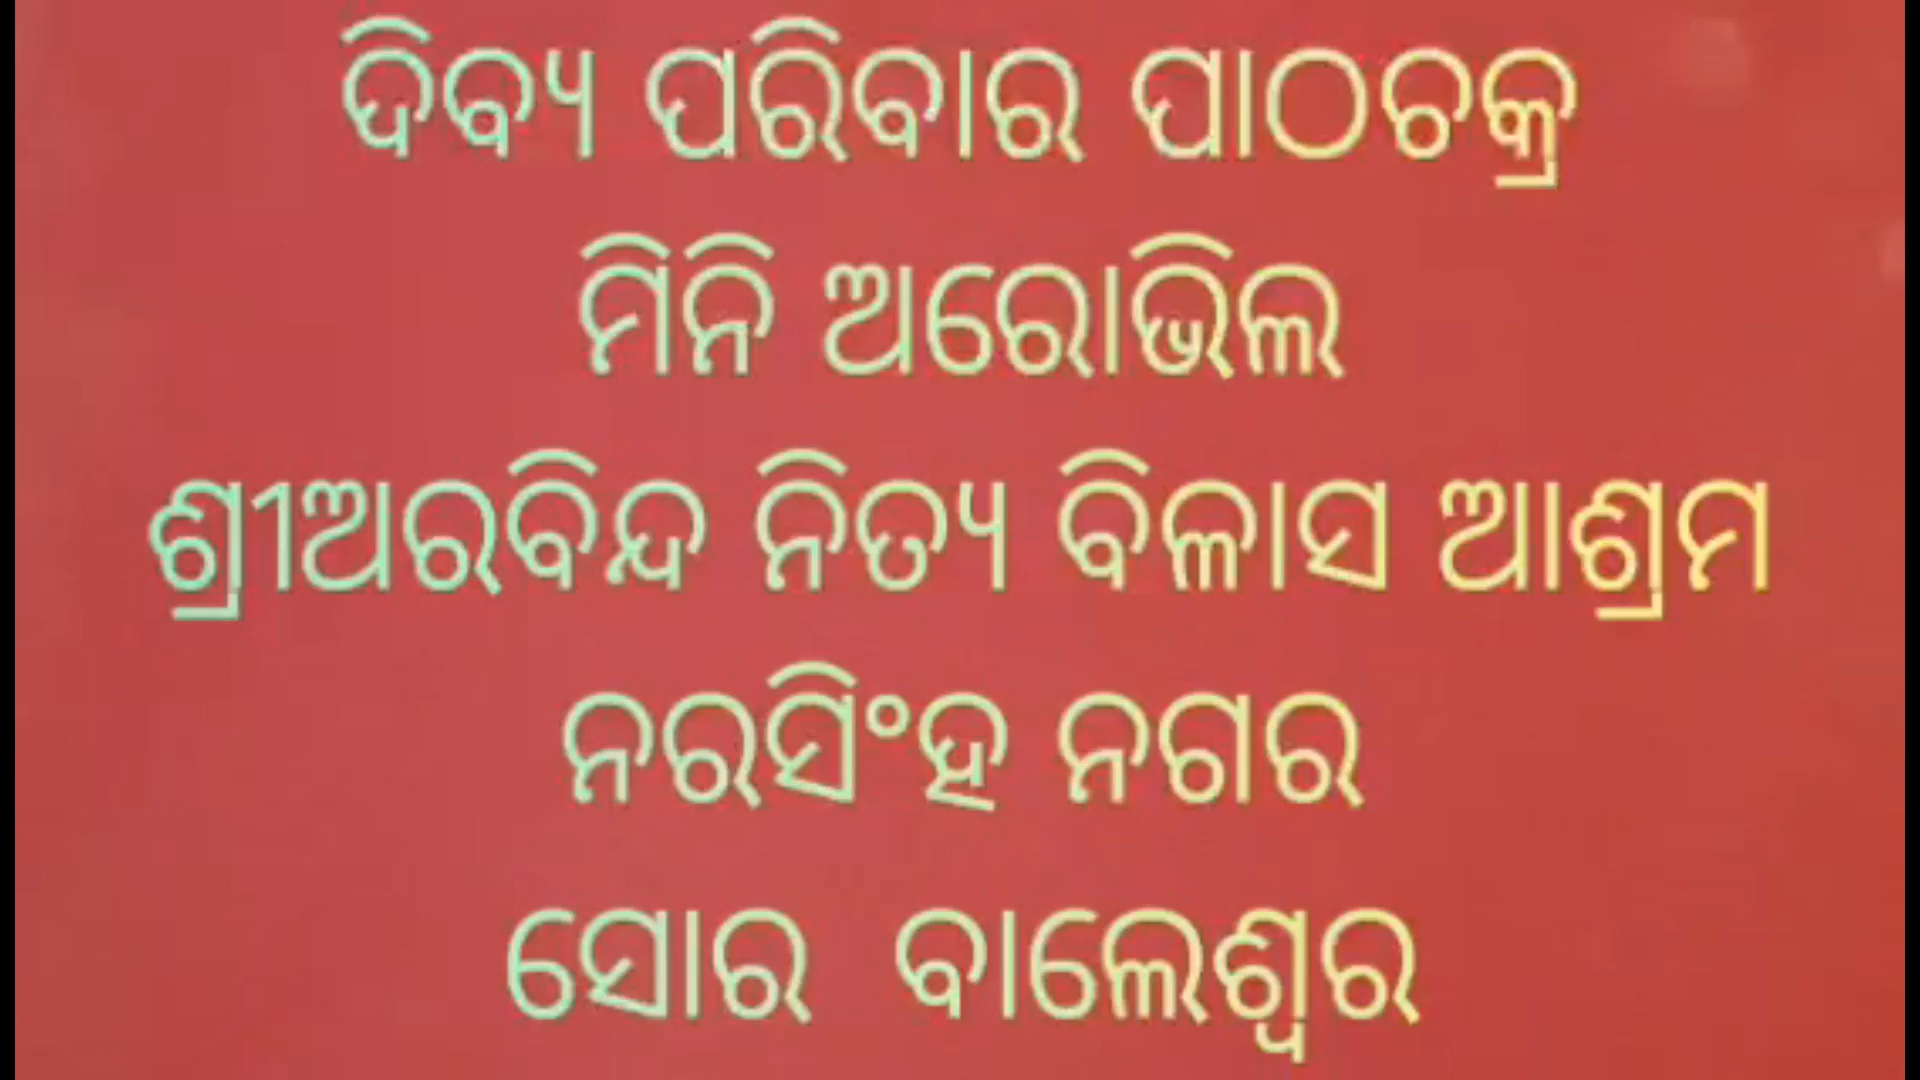 ଦିବ୍ୟ ପରିବାର ପାଠଚକ୍ର
ମିନି ଅରୋଭିଲ
ଶ୍ରୀଅରବିନ୍ଦ ନିତ୍ୟ ବିଳାସ ଆଶ୍ରମ
ନରସିଂହ ନଗର
ସୋର ବାଲେଶ୍ୱର